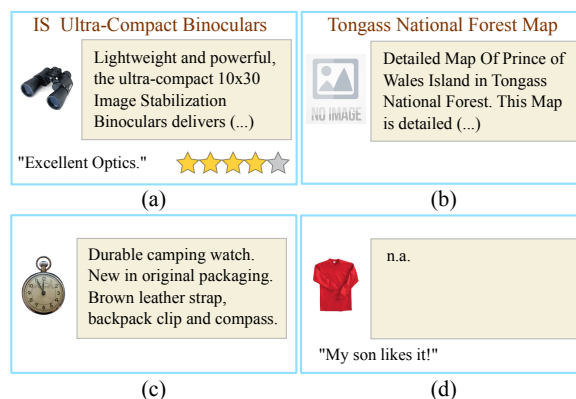 IS Ultra-Compact Binoculars
Lightweight and powerful,
the ultra-compact 10x30
Image Stabilization
Binoculars delivers (...)
"Excellent Optics."
(a)
Tongass National Forest Map
NO IMAGE
Detailed Map Of Prince of
Wales Island in Tongass
National Forest. This Map
is detailed (...)
(b)
Durable camping watch.
New in original packaging.
Brown leather strap,
backpack clip and compass.
(c)
n.a.
"My son likes it!"
(d)